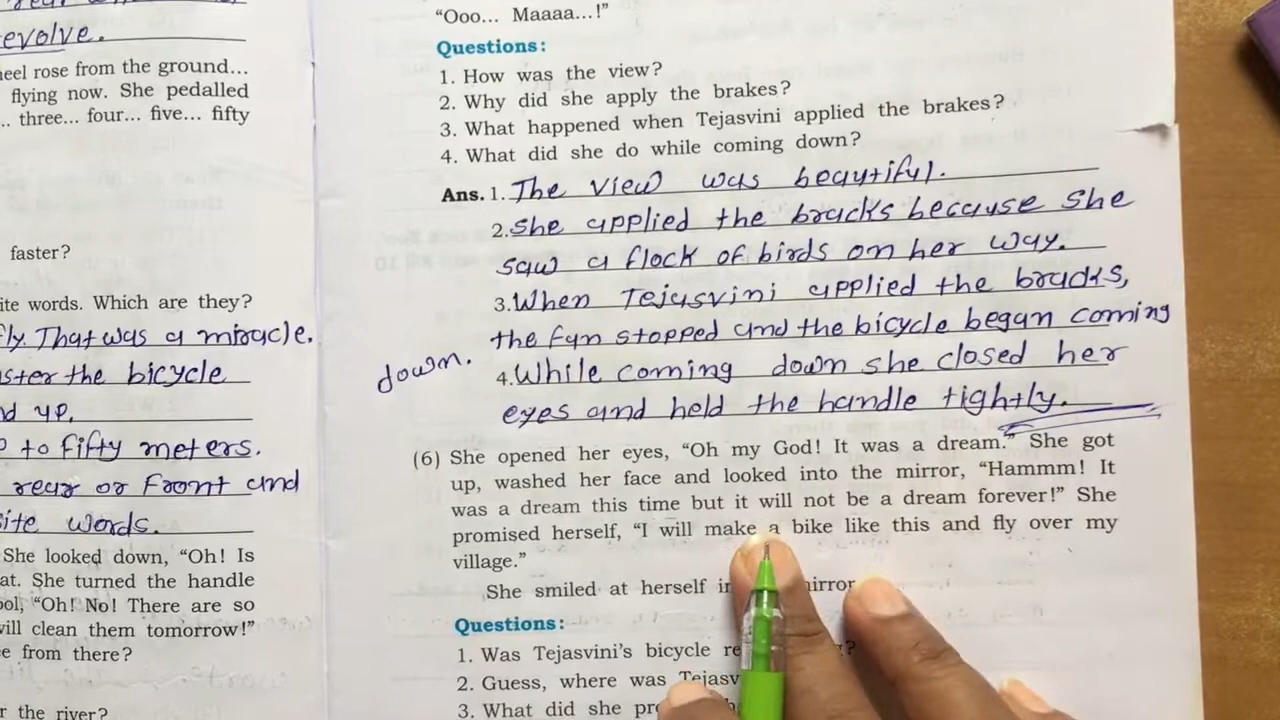 evolve.
heel rose from the ground...
flying now. She pedalled
.. three... four... five... fifty
faster?
ite words. Which are they?
fly. That was a miracle.
ster the bicycle
d up.
to fifty meters.
rear or front and
site words.
She looked down, “Oh! Is
at. She turned the handle
ool, “Oh! No! There are so
will clean them tomorrow!”
e from there?
r the river?
“Ooo... Maaaa...!”
Questions:
1. How was the view?
2. Why did she apply the brakes?
3. What happened when Tejasvini applied the brakes?
4. What did she do while coming down?
Ans. 1. The view was beautiful.
2. She applied the bracks because she
saw a flock of birds on her way.
3. When Tejasvini applied the bracks,
the fan stopped and the bicycle began coming
down.
4. While coming down she closed her
eyes and held the handle tightly.
(6) She opened her eyes, “Oh my God! It was a dream.” She got
up, washed her face and looked into the mirror, “Hammm! It
was a dream this time but it will not be a dream forever!” She
promised herself, “I will make a bike like this and fly over my
village.”
She smiled at herself in mirror
Questions:
1. Was Tejasvini’s bicycle re ?
2. Guess, where was Tejasv
3. What did she pr